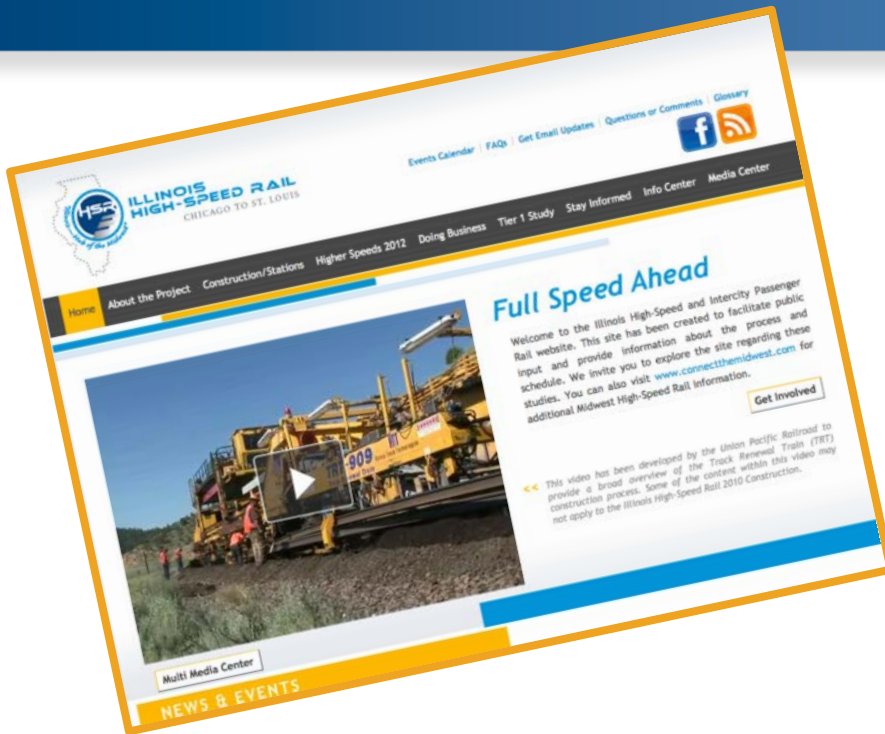 Events Calendar | FAQs | Get Email Updates | Questions or Comments | Glossary
HSR
ILLINOIS
HIGH-SPEED RAIL
CHICAGO TO ST. LOUIS
Home About the Project Construction/Stations Higher Speeds 2012 Doing Business Tier 1 Study Stay Informed Info Center Media Center
Full Speed Ahead
Welcome to the Illinois High-Speed and Intercity Passenger
Rail website. This site has been created to facilitate public
input and provide information about the process and
schedule. We invite you to explore the site regarding these
studies. You can also visit www.connectthemidwest.com for
additional Midwest High-Speed Rail information.
Get Involved
909
<< This video has been developed by the Union Pacific Railroad to
provide a broad overview of the Track Renewal Train (TRT)
construction process. Some of the content within this video may
not apply to the Illinois High-Speed Rail 2010 Construction.
Multi Media Center
NEWS & EVENTS